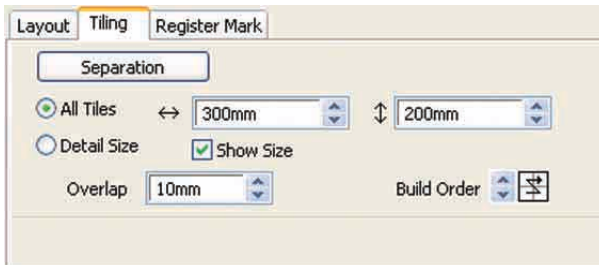 Layout Tiling Register Mark
Separation
All Tiles 300mm 200mm
Detail Size Show Size
Overlap 10mm Build Order